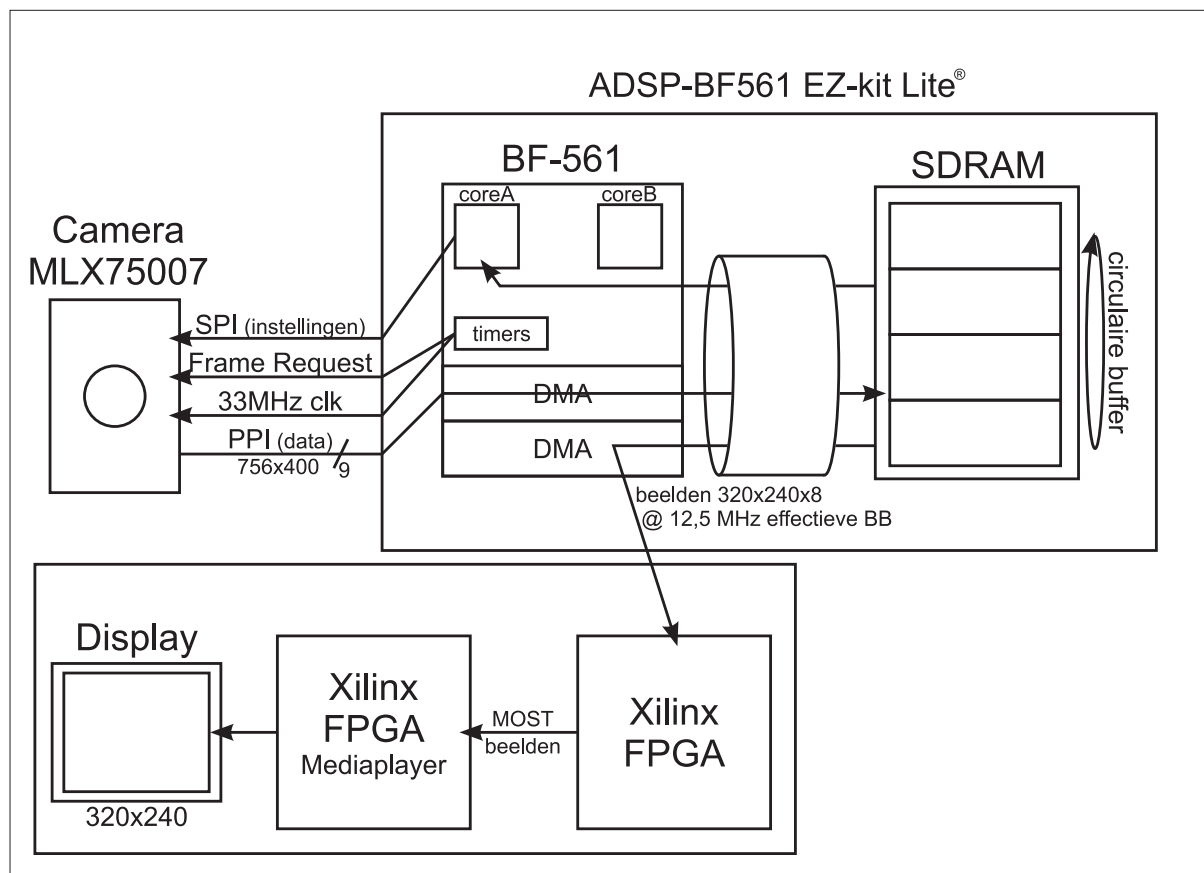 ADSP-BF561 EZ-kit Lite®
BF-561
SDRAM
coreA
coreB
Camera
MLX75007
circulaire buffer
SPI (instellingen)
timers
Frame Request
33MHz clk
DMA
PPI (data)
756x400
9
DMA
beelden 320x240x8
@ 12,5 MHz effectieve BB
Display
320x240
Xilinx
FPGA
Mediaplayer
MOST
beelden
Xilinx
FPGA